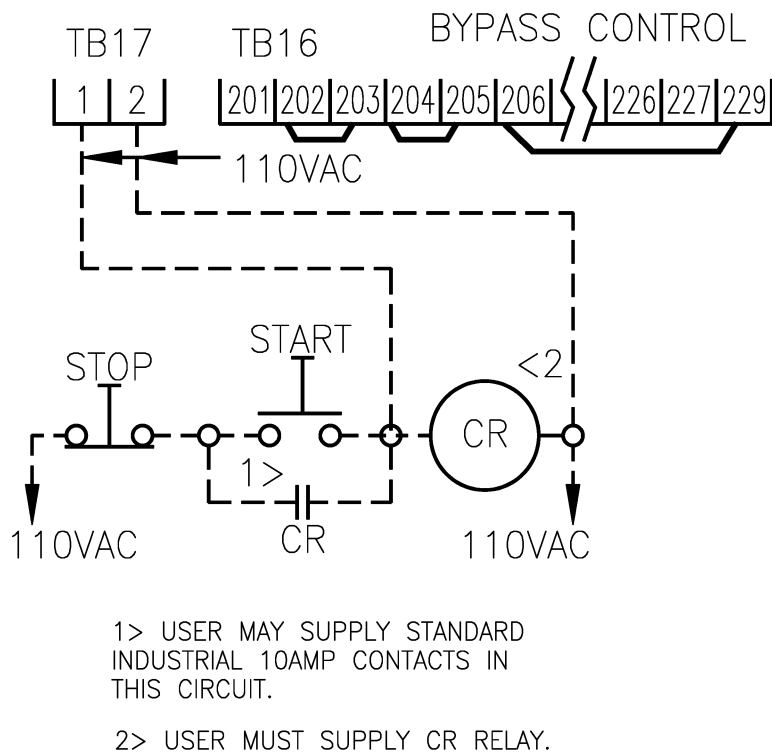 BYPASS CONTROL
TB17
TB16
1 2
201 202 203 204 205 206 226 227 229
110VAC
START
STOP
<2
CR
1>
CR
110VAC
110VAC
1> USER MAY SUPPLY STANDARD
INDUSTRIAL 10AMP CONTACTS IN
THIS CIRCUIT.
2> USER MUST SUPPLY CR RELAY.